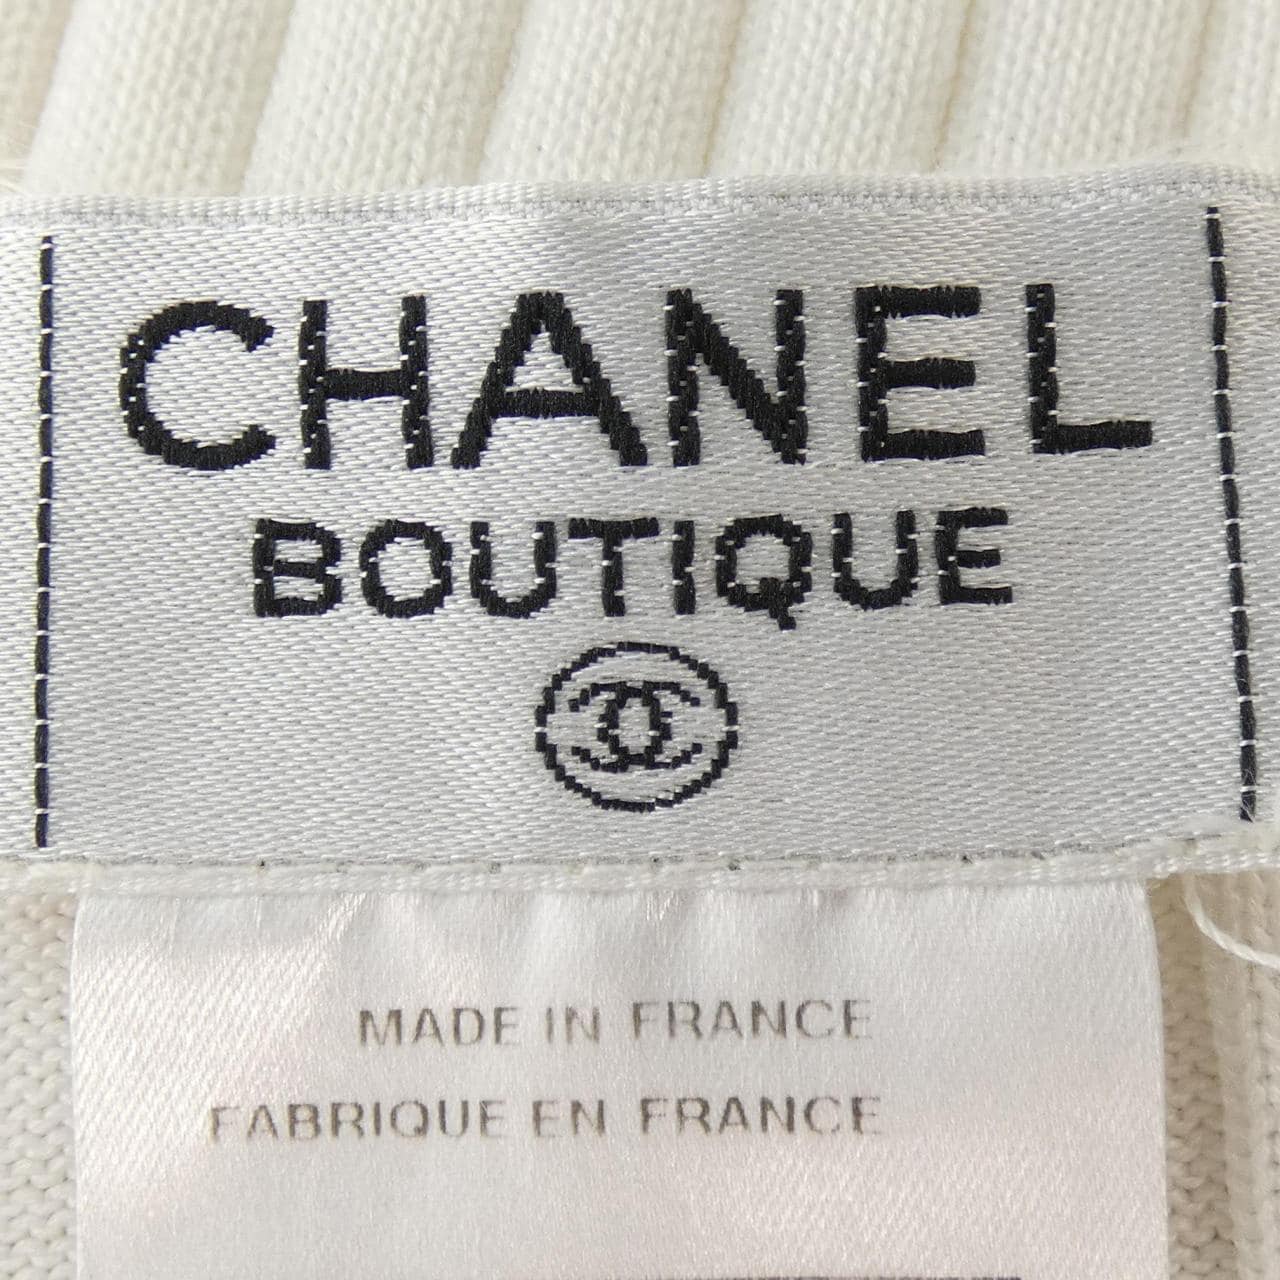 CHANEL
BOUTIQUE
MADE IN FRANCE
FABRIQUE EN FRANCE